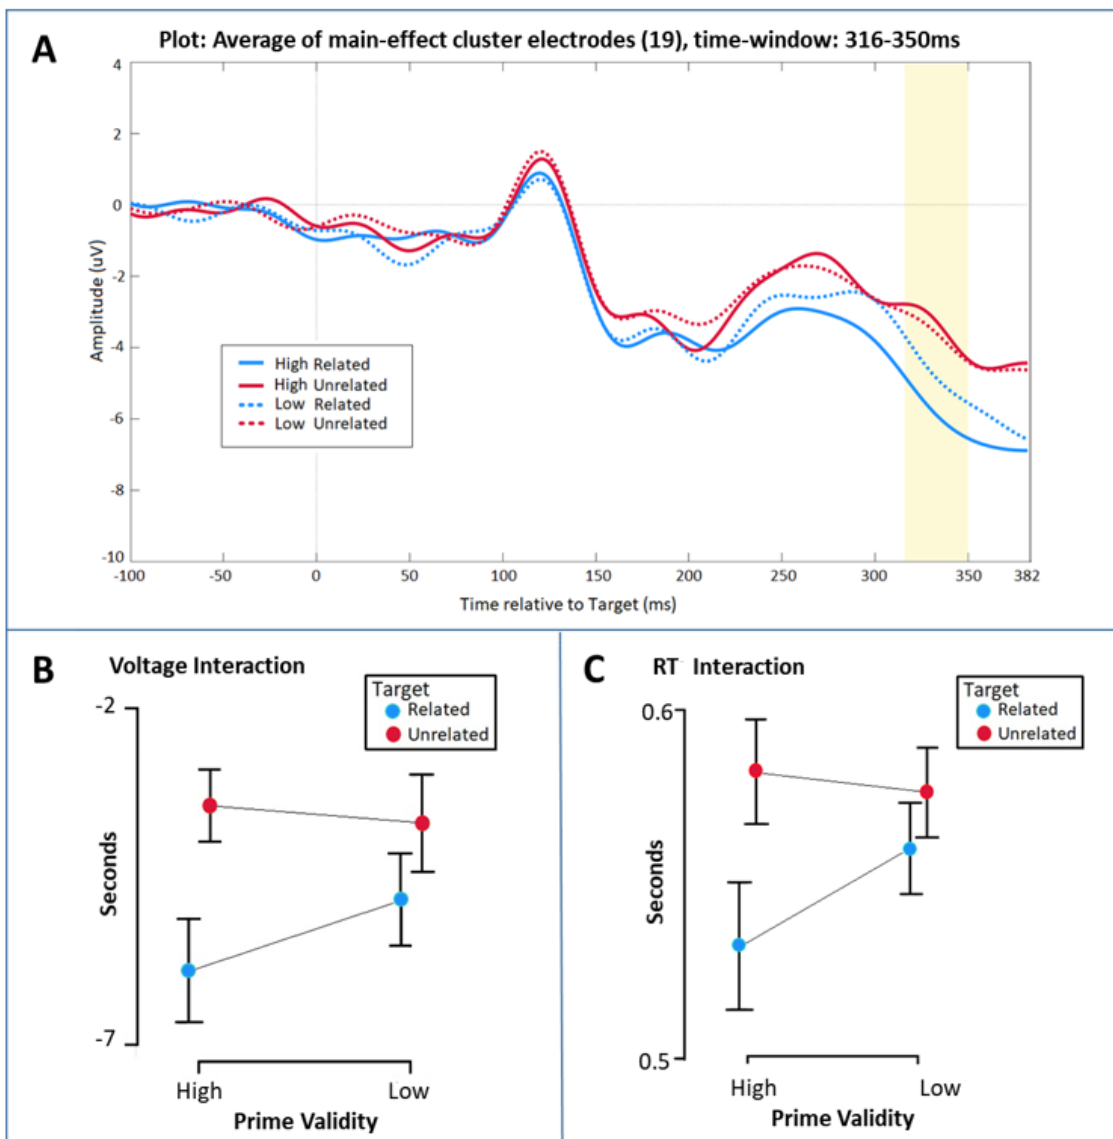 A
Plot: Average of main-effect cluster electrodes (19), time-window: 316-350ms
4
2
0
-2
-4
-6
-8
-10
Amplitude (uV)
High Related
High Unrelated
Low Related
Low Unrelated
-100 -50 0 50 100 150 200 250 300 350 382
Time relative to Target (ms)
B
Voltage Interaction
Target
Related
Unrelated
-2
Seconds
-7
High Low
Prime Validity
C
RT Interaction
Target
Related
Unrelated
0.6
Seconds
0.5
High Low
Prime Validity